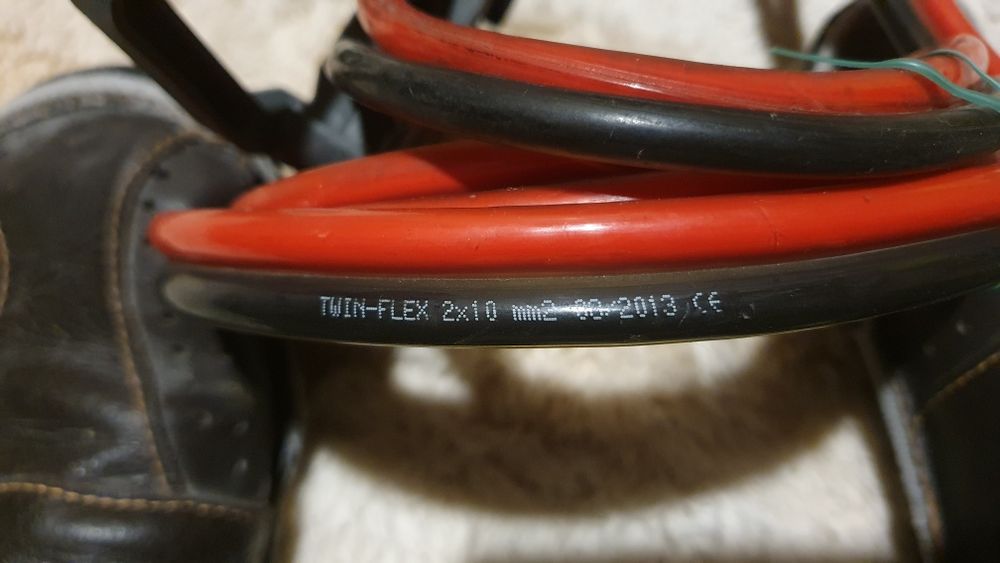 TWIN-FLEX 2x10 mm2 /2013 CE